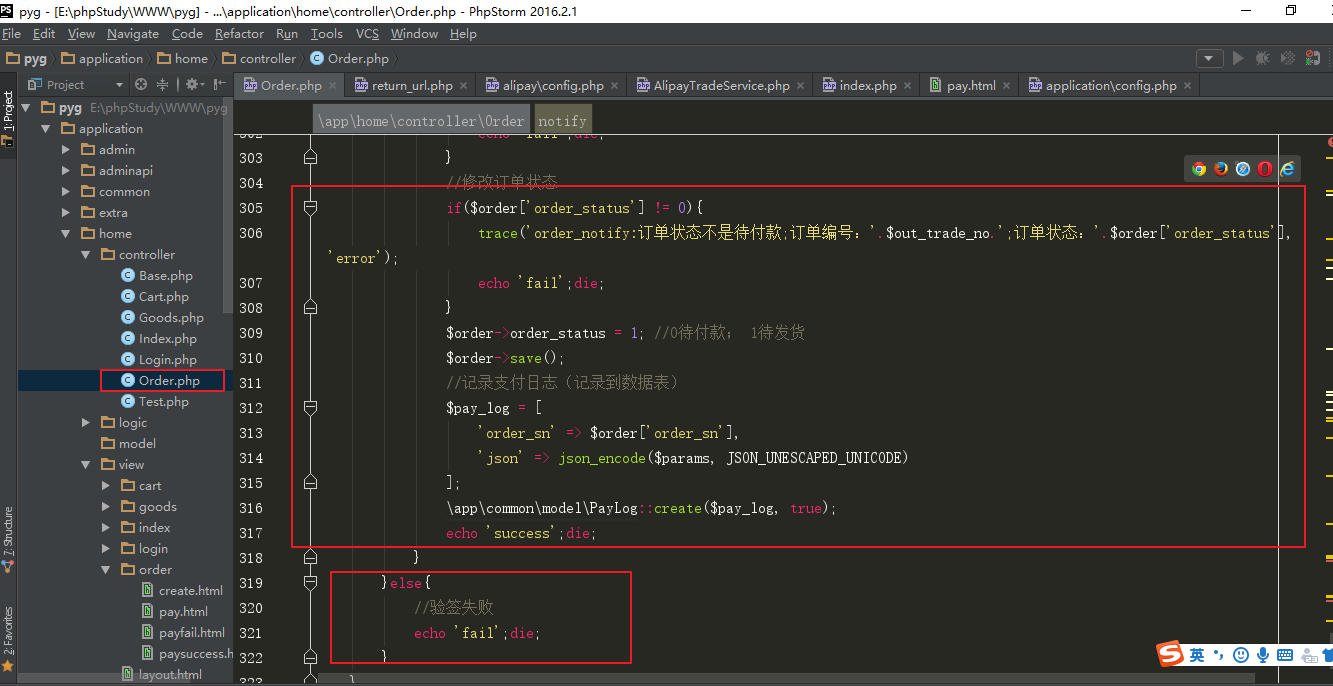 pyg - [E:\phpStudy\WWW\pyg] - ...\application\home\controller\Order.php - PhpStorm 2016.2.1
File Edit View Navigate Code Refactor Run Tools VCS Window Help
pyg application home controller Order.php
Project
Order.php return_url.php alipay\config.php AlipayTradeService.php index.php pay.html application\config.php
1: Project
7: Structure
2: Favorites
pyg E:\phpStudy\WWW\pyg
application
admin
adminapi
common
extra
home
controller
Base.php
Cart.php
Goods.php
Index.php
Login.php
Order.php
Test.php
logic
model
view
cart
goods
index
login
order
create.html
pay.html
payfail.html
paysuccess.h
layout.html
\app\home\controller\Order notify
302 echo 'fail';die;
303 }
304 //修改订单状态
305 if($order['order_status'] != 0){
306 trace('order_notify:订单状态不是待付款;订单编号：'.$out_trade_no.';订单状态：'.$order['order_status'],
'error');
307 echo 'fail';die;
308 }
309 $order->order_status = 1; //0待付款； 1待发货
310 $order->save();
311 //记录支付日志（记录到数据表）
312 $pay_log = [
313 'order_sn' => $order['order_sn'],
314 'json' => json_encode($params, JSON_UNESCAPED_UNICODE)
315 ];
316 \app\common\model\PayLog::create($pay_log, true);
317 echo 'success';die;
318 }
319 }else{
320 //验签失败
321 echo 'fail';die;
322 }
323 }
英